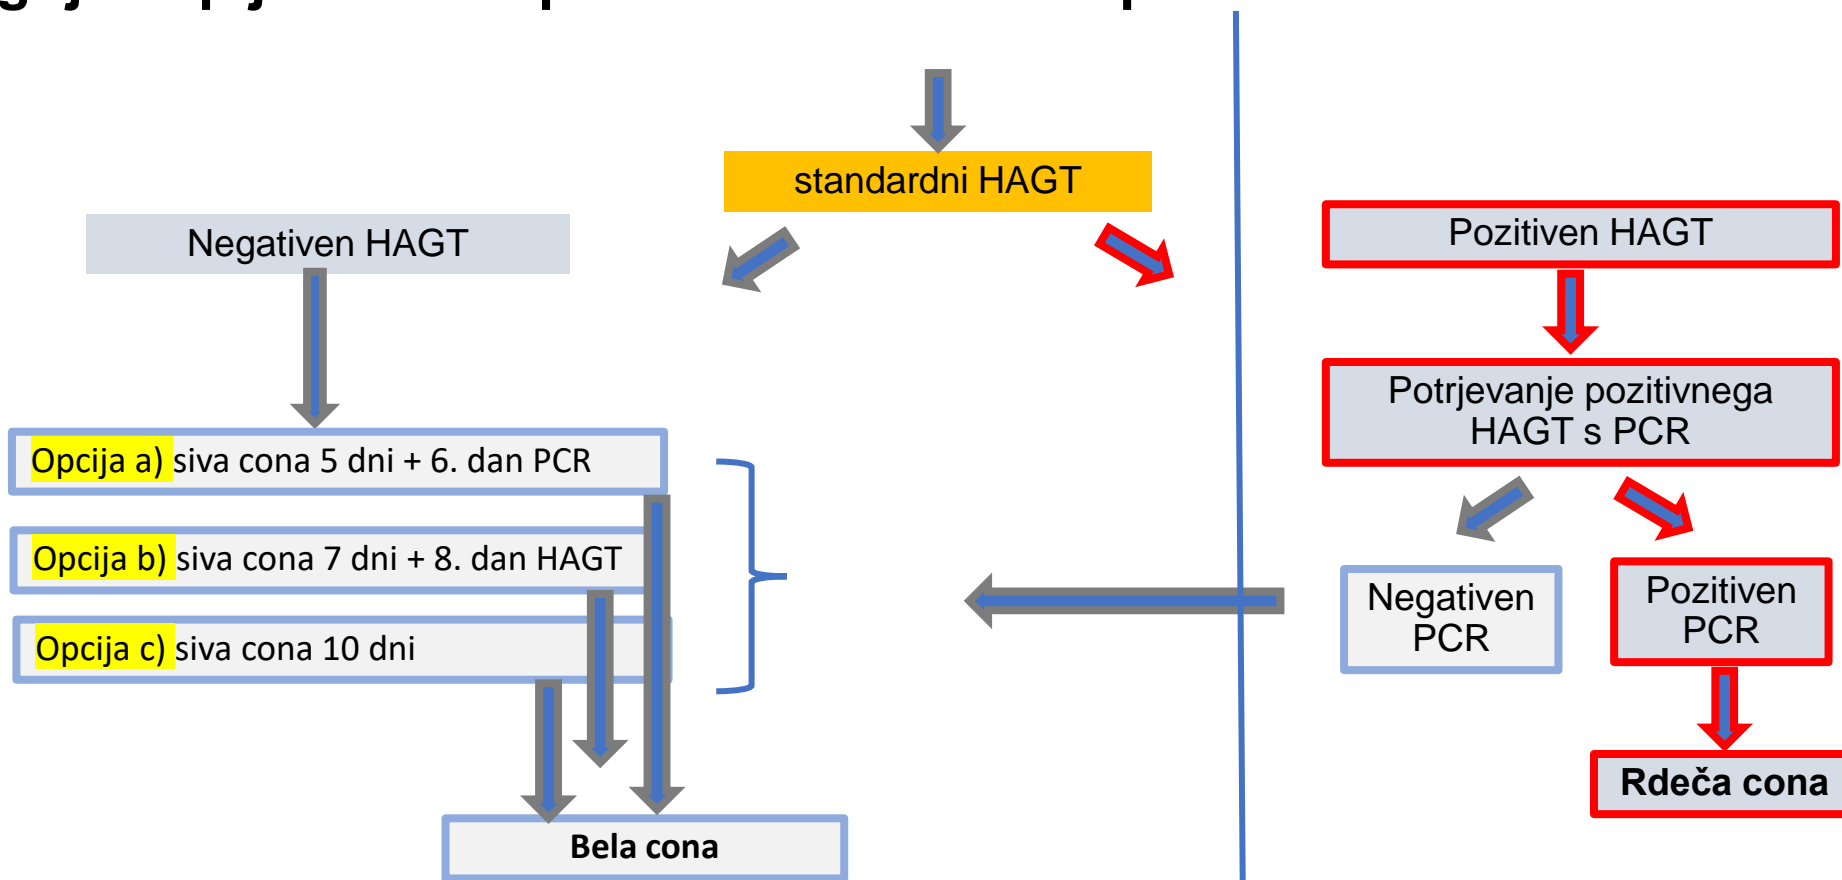 standardni HAGT
Negativen HAGT
Pozitiven HAGT
Potrjevanje pozitivnega
HAGT s PCR
Opcija a) siva cona 5 dni + 6. dan PCR
Opcija b) siva cona 7 dni + 8. dan HAGT
Opcija c) siva cona 10 dni
Negativen
PCR
Pozitiven
PCR
Rdeča cona
Bela cona